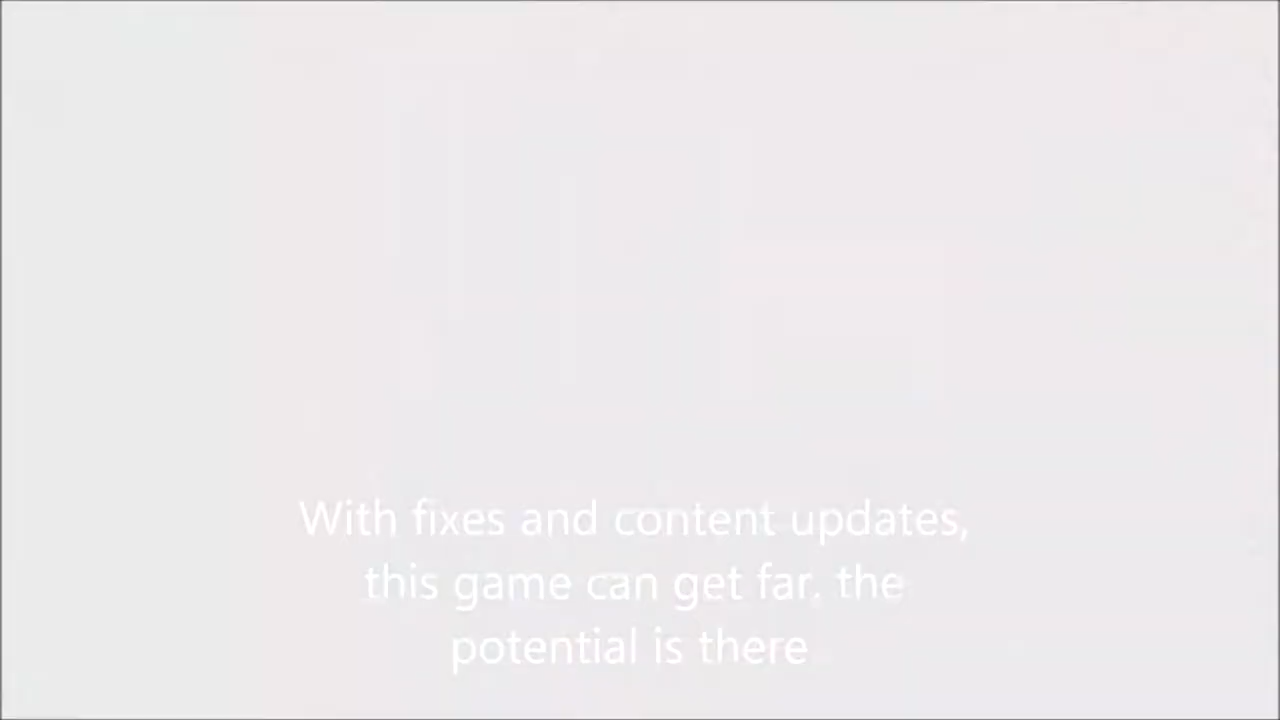 With fixes and content updates,
this game can get far. the
potential is there